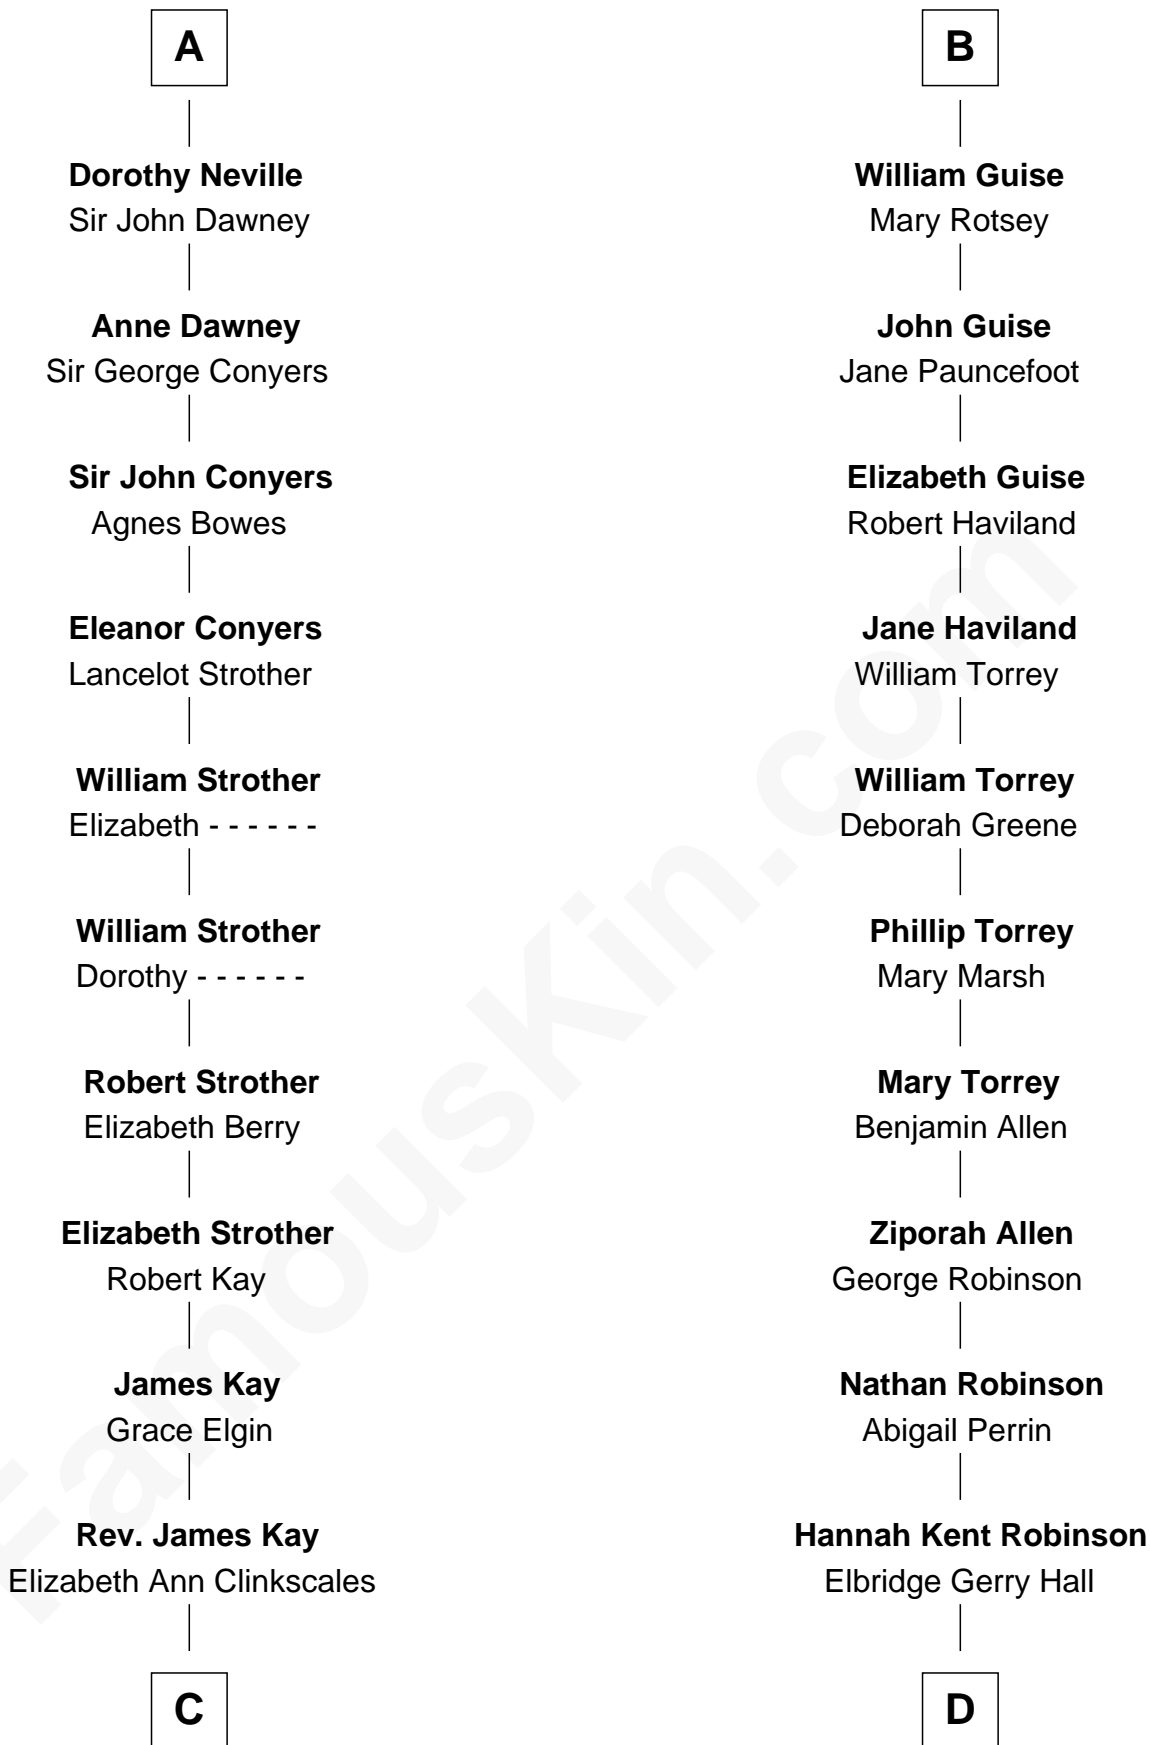 A
Dorothy Neville
Sir John Dawney
Anne Dawney
Sir George Conyers
Sir John Conyers
Agnes Bowes
Eleanor Conyers
Lancelot Strother
William Strother
Elizabeth - - - - - -
William Strother
Dorothy - - - - - -
Robert Strother
Elizabeth Berry
Elizabeth Strother
Robert Kay
James Kay
Grace Elgin
Rev. James Kay
Elizabeth Ann Clinkscales
C
B
William Guise
Mary Rotsey
John Guise
Jane Pauncefoot
Elizabeth Guise
Robert Haviland
Jane Haviland
William Torrey
William Torrey
Deborah Greene
Phillip Torrey
Mary Marsh
Mary Torrey
Benjamin Allen
Ziporah Allen
George Robinson
Nathan Robinson
Abigail Perrin
Hannah Kent Robinson
Elbridge Gerry Hall
D
FamousKin.com